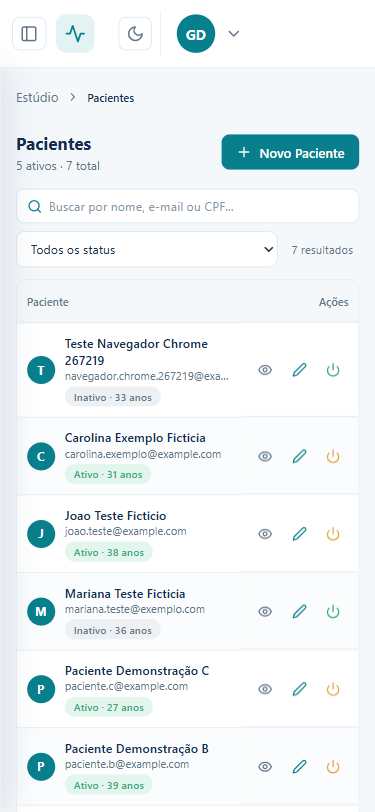 GD
Estúdio > Pacientes
Pacientes
5 ativos · 7 total
+ Novo Paciente
Buscar por nome, e-mail ou CPF...
Todos os status
7 resultados
Paciente
Ações
T
Teste Navegador Chrome
267219
navegador.chrome.267219@exa...
Inativo · 33 anos
C
Carolina Exemplo Ficticia
carolina.exemplo@example.com
Ativo · 31 anos
J
Joao Teste Ficticio
joao.teste@example.com
Ativo · 38 anos
M
Mariana Teste Ficticia
mariana.teste@exemplo.com
Inativo · 36 anos
P
Paciente Demonstração C
paciente.c@example.com
Ativo · 27 anos
P
Paciente Demonstração B
paciente.b@example.com
Ativo · 39 anos